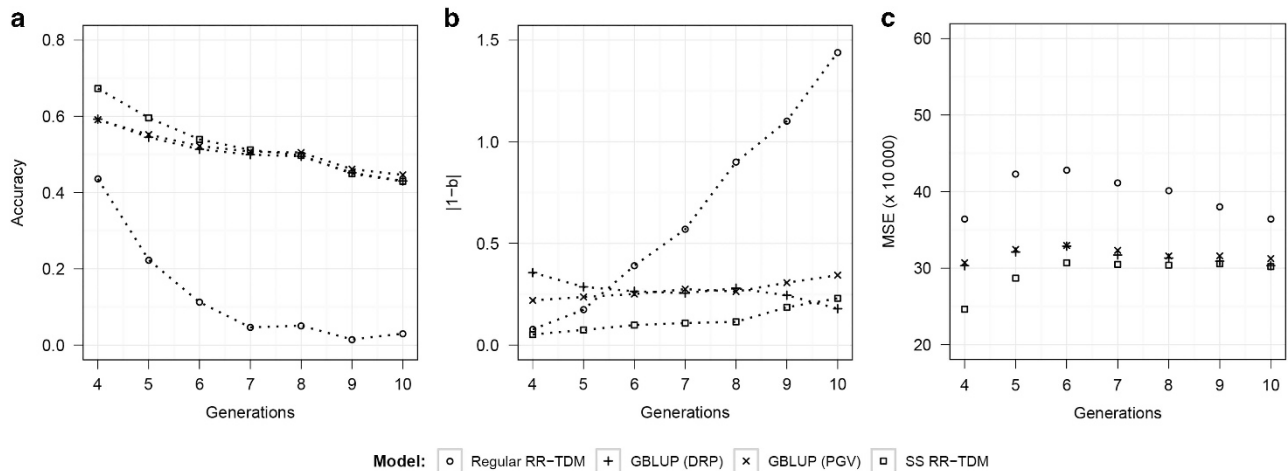 a
0.8
0.6
0.4
0.2
0.0
Accuracy
4 5 6 7 8 9 10
Generations
b
1.5
1.0
0.5
0.0
|1−b|
4 5 6 7 8 9 10
Generations
c
60
50
40
30
20
MSE (x 10 000)
4 5 6 7 8 9 10
Generations
Model: Regular RR−TDM GBLUP (DRP) GBLUP (PGV) SS RR−TDM